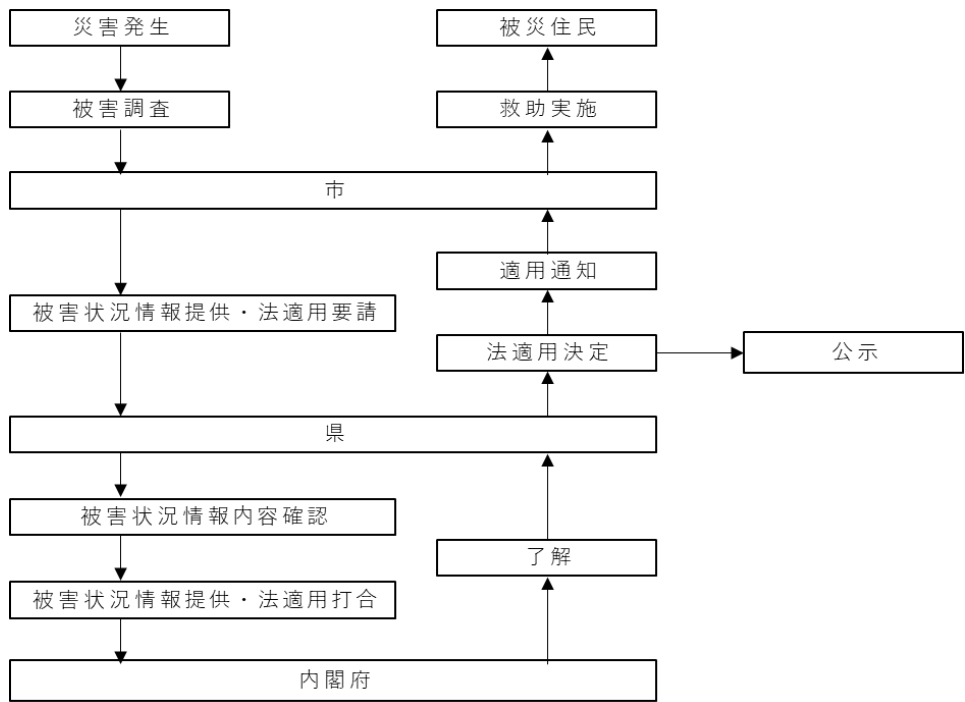 災害発生
被災住民
被害調査
救助実施
市
適用通知
被害状況情報提供・法適用要請
法適用決定
公示
県
被害状況情報内容確認
了解
被害状況情報提供・法適用打合
内閣府